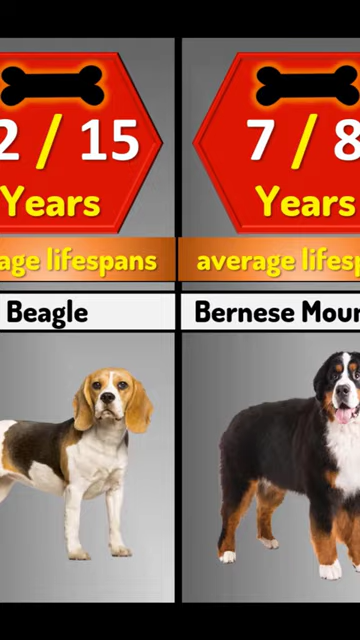 2 / 15
Years
age lifespans
Beagle
7 / 8
Years
average lifesp
Bernese Moun